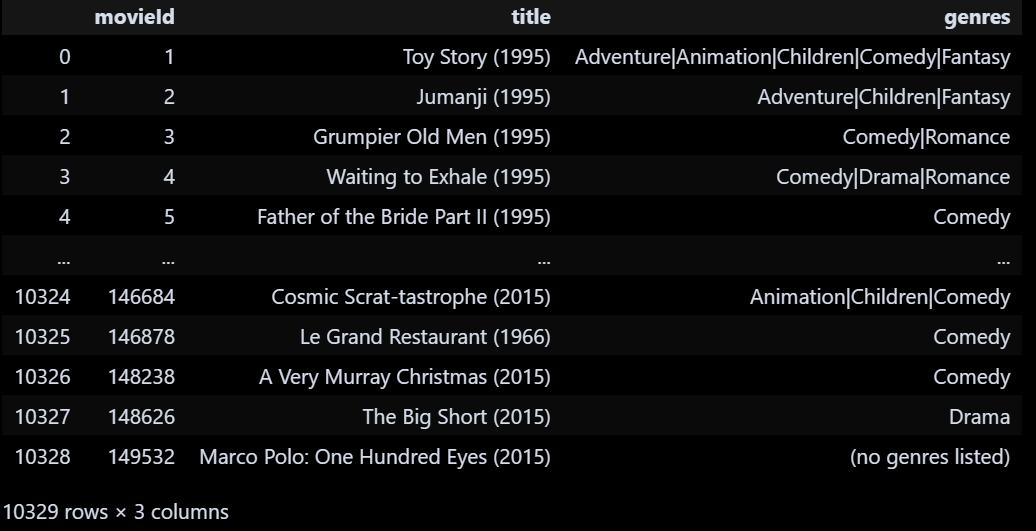 movieId title genres
0 1 Toy Story (1995) Adventure|Animation|Children|Comedy|Fantasy
1 2 Jumanji (1995) Adventure|Children|Fantasy
2 3 Grumpier Old Men (1995) Comedy|Romance
3 4 Waiting to Exhale (1995) Comedy|Drama|Romance
4 5 Father of the Bride Part II (1995) Comedy
... ... ... ...
10324 146684 Cosmic Scrat-tastrophe (2015) Animation|Children|Comedy
10325 146878 Le Grand Restaurant (1966) Comedy
10326 148238 A Very Murray Christmas (2015) Comedy
10327 148626 The Big Short (2015) Drama
10328 149532 Marco Polo: One Hundred Eyes (2015) (no genres listed)
10329 rows × 3 columns